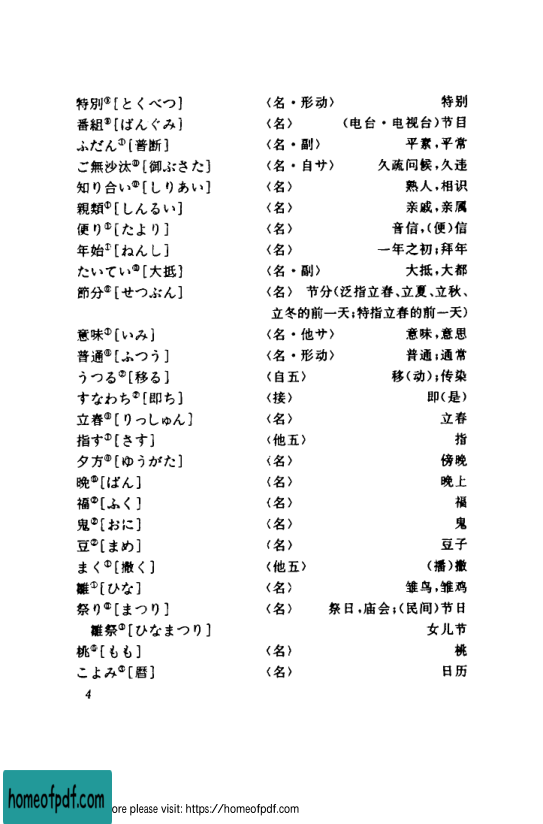 特別⓪[とくべつ] 〈名·形动〉 特别
番組⓪[ばんぐみ] 〈名〉 (电台·电视台)节目
ふだん①[普断] 〈名·副〉 平素,平常
ご無沙汰⓪[御ぶさた] 〈名·自サ〉 久疏问候,久违
知り合い⓪[しりあい] 〈名〉 熟人,相识
親類①[しんるい] 〈名〉 亲戚,亲属
便り①[たより] 〈名〉 音信,(便)信
年始①[ねんし] 〈名〉 一年之初;拜年
たいてい⓪[大抵] 〈名·副〉 大抵,大都
節分⓪[せつぶん] 〈名〉 节分(泛指立春、立夏、立秋、
立冬的前一天;特指立春的前一天)
意味①[いみ] 〈名·他サ〉 意味,意思
普通⓪[ふつう] 〈名·形动〉 普通;通常
うつる②[移る] 〈自五〉 移(动);传染
すなわち②[即ち] 〈接〉 即(是)
立春⓪[りっしゅん] 〈名〉 立春
指す①[さす] 〈他五〉 指
夕方⓪[ゆうがた] 〈名〉 傍晚
晩⓪[ばん] 〈名〉 晚上
福②[ふく] 〈名〉 福
鬼②[おに] 〈名〉 鬼
豆②[まめ] 〈名〉 豆子
まく①[撒く] 〈他五〉 (播)撒
雛①[ひな] 〈名〉 雏鸟,雏鸡
祭り⓪[まつり] 〈名〉 祭日,庙会;(民间)节日
雛祭③[ひなまつり] 女儿节
桃⓪[もも] 〈名〉 桃
こよみ③[暦] 〈名〉 日历
4
homeofpdf.com
ore please visit: https://homeofpdf.com